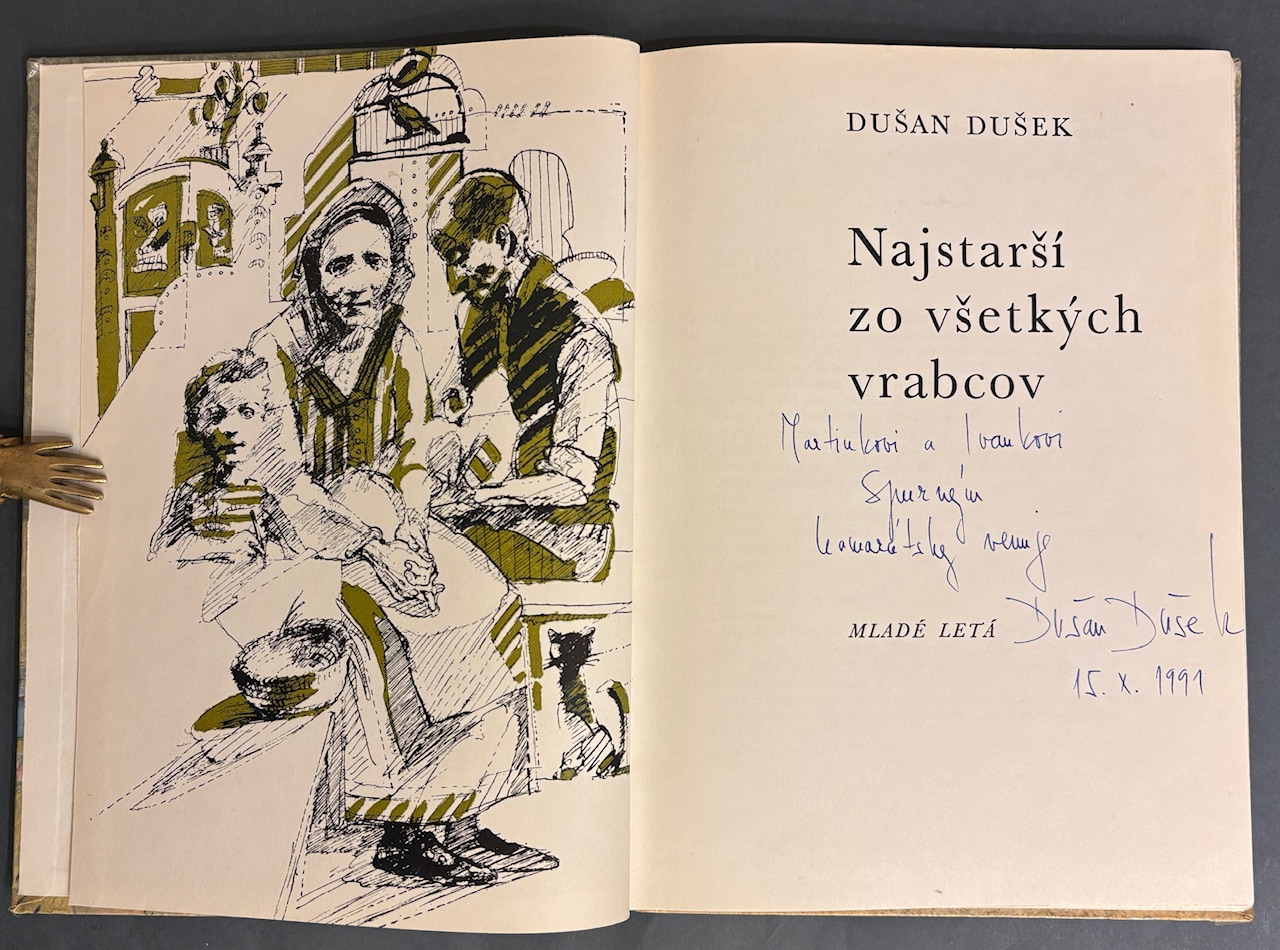 DUŠAN DUŠEK
Najstarší
zo všetkých
vrabcov
Martinkovi a Ivankovi
Spurným
kamarátsky venuje
MLADÉ LETÁ
Dušan Dušek
15. X. 1991